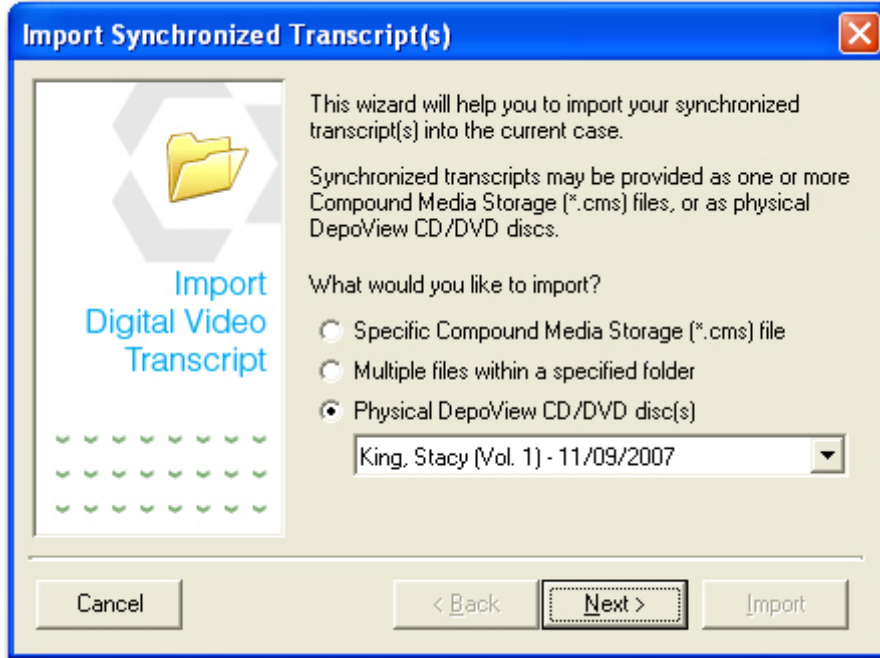 Import Synchronized Transcript(s)
This wizard will help you to import your synchronized
transcript(s) into the current case.
Synchronized transcripts may be provided as one or more
Compound Media Storage (*.cms) files, or as physical
DepoView CD/DVD discs.
Import
Digital Video
Transcript
What would you like to import?
Specific Compound Media Storage (*.cms) file
Multiple files within a specified folder
Physical DepoView CD/DVD disc(s)
King, Stacy (Vol. 1) - 11/09/2007
Cancel
< Back
Next >
Import